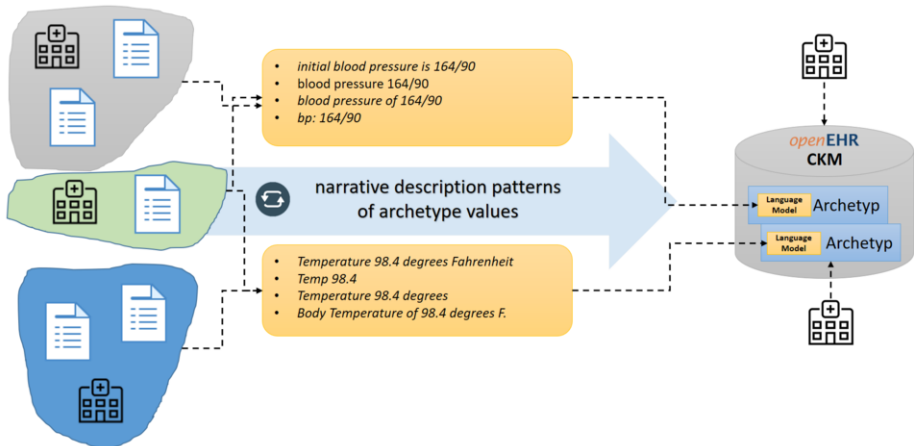 • initial blood pressure is 164/90
• blood pressure 164/90
• blood pressure of 164/90
• bp: 164/90
narrative description patterns
of archetype values
• Temperature 98.4 degrees Fahrenheit
• Temp 98.4
• Temperature 98.4 degrees
• Body Temperature of 98.4 degrees F.
openEHR
CKM
Language
Model
Archetyp
Language
Model
Archetyp